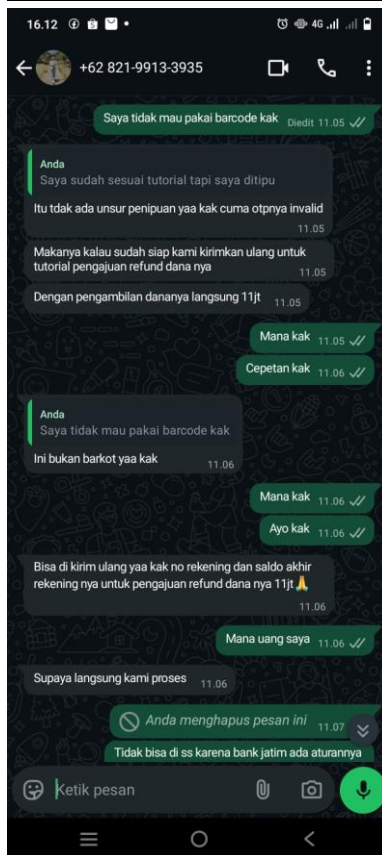 16.12
4G
+62 821-9913-3935
Saya tidak mau pakai barcode kak Diedit 11.05
Anda
Saya sudah sesuai tutorial tapi saya ditipu
Itu tdak ada unsur penipuan yaa kak cuma otpnya invalid
11.05
Makanya kalau sudah siap kami kirimkan ulang untuk
tutorial pengajuan refund dana nya 11.05
Dengan pengambilan dananya langsung 11jt 11.05
Mana kak 11.05
Cepetan kak 11.06
Anda
Saya tidak mau pakai barcode kak
Ini bukan barkot yaa kak 11.06
Mana kak 11.06
Ayo kak 11.06
Bisa di kirim ulang yaa kak no rekening dan saldo akhir
rekening nya untuk pengajuan refund dana nya 11jt🙏
11.06
Mana uang saya 11.06
Supaya langsung kami proses 11.06
Anda menghapus pesan ini 11.07
Tidak bisa di ss karena bank jatim ada aturannya
Ketik pesan